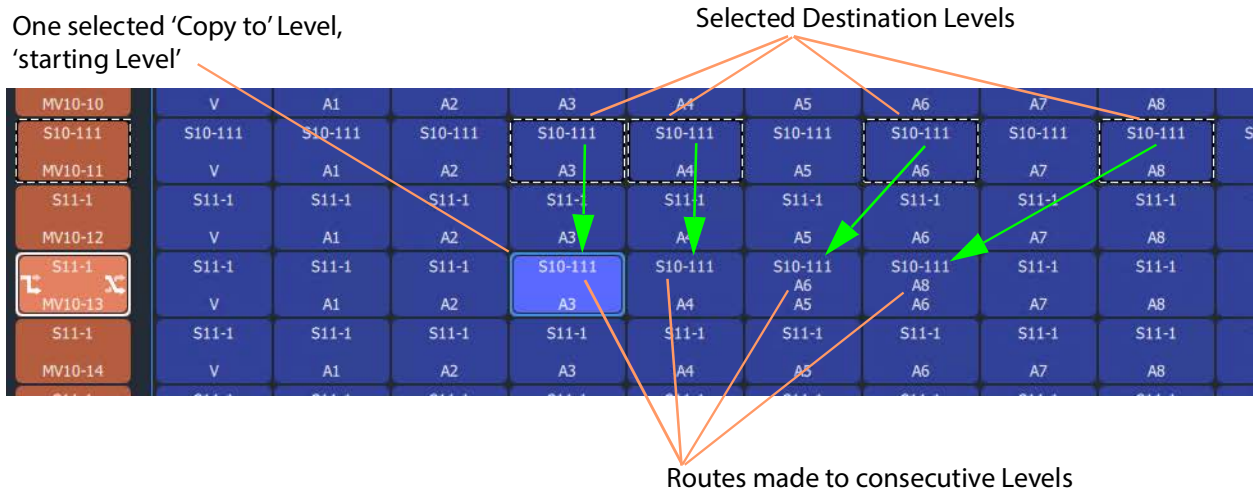 One selected ‘Copy to’ Level,
‘starting Level’
Selected Destination Levels
MV10-10 V A1 A2 A3 A4 A5 A6 A7 A8
S10-111 S10-111 S10-111 S10-111 S10-111 S10-111 S10-111 S10-111 S10-111 S10-111 S
MV10-11 V A1 A2 A3 A4 A5 A6 A7 A8
S11-1 S11-1 S11-1 S11-1 S11-1 S11-1 S11-1 S11-1 S11-1 S11-1
MV10-12 V A1 A2 A3 A4 A5 A6 A7 A8
S11-1 S11-1 S11-1 S11-1 S10-111 S10-111 S10-111 S10-111 S11-1 S11-1
A6 A8
MV10-13 V A1 A2 A3 A4 A5 A6 A7 A8
S11-1 S11-1 S11-1 S11-1 S11-1 S11-1 S11-1 S11-1 S11-1 S11-1
MV10-14 V A1 A2 A3 A4 A5 A6 A7 A8
Routes made to consecutive Levels